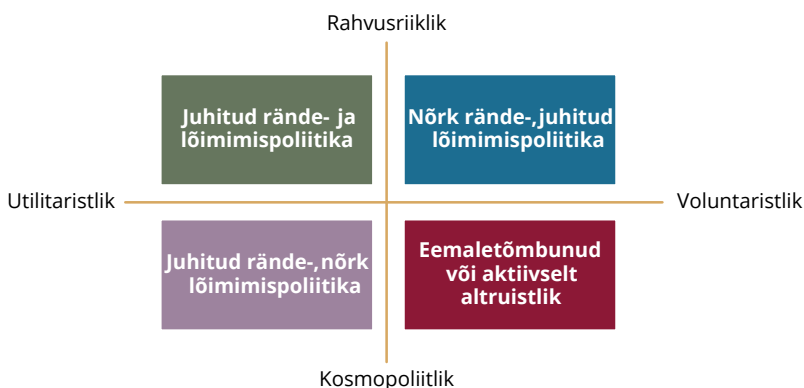 Rahvusriiklik
Juhitud rände- ja
lõimimispoliitika
Nõrk rände-,juhitud
lõimimispoliitika
Utilitaristlik
Voluntaristlik
Juhitud rände-,nõrk
lõimimispoliitika
Eemaletõmbunud
või aktiivselt
altruistlik
Kosmopoliitlik